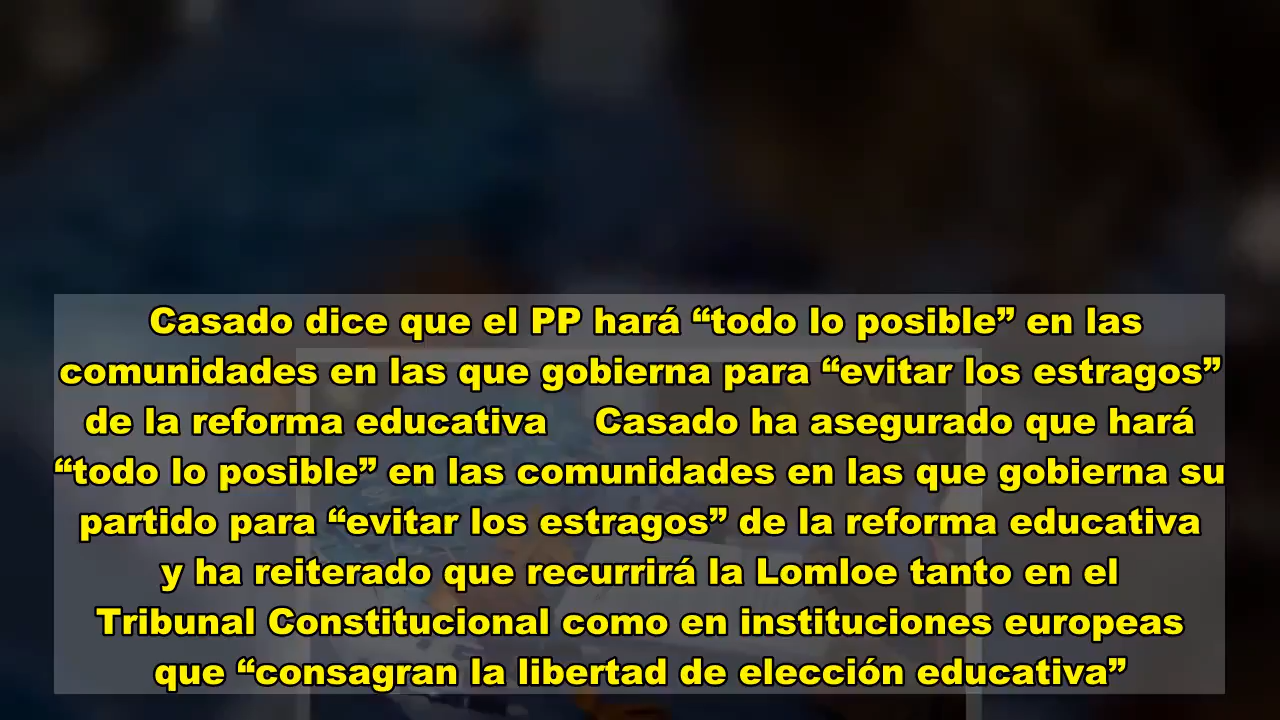 Casado dice que el PP hará “todo lo posible” en las
comunidades en las que gobierna para “evitar los estragos”
de la reforma educativa Casado ha asegurado que hará
“todo lo posible” en las comunidades en las que gobierna su
partido para “evitar los estragos” de la reforma educativa
y ha reiterado que recurrirá la Lomloe tanto en el
Tribunal Constitucional como en instituciones europeas
que “consagran la libertad de elección educativa”